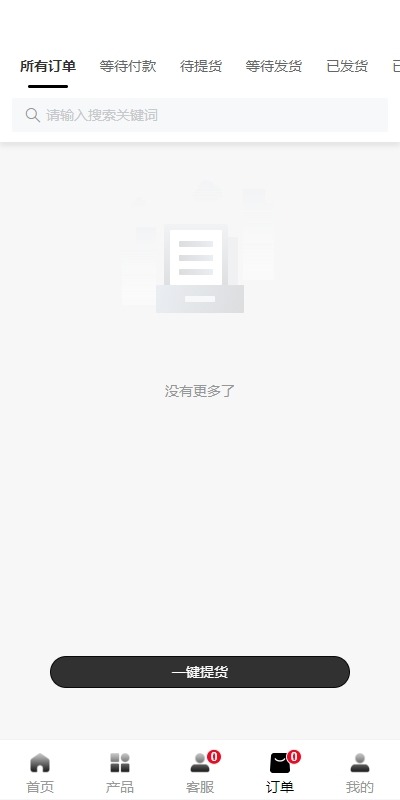 所有订单 等待付款 待提货 等待发货 已发货
请输入搜索关键词
没有更多了
一键提货
0 0
首页 产品 客服 订单 我的